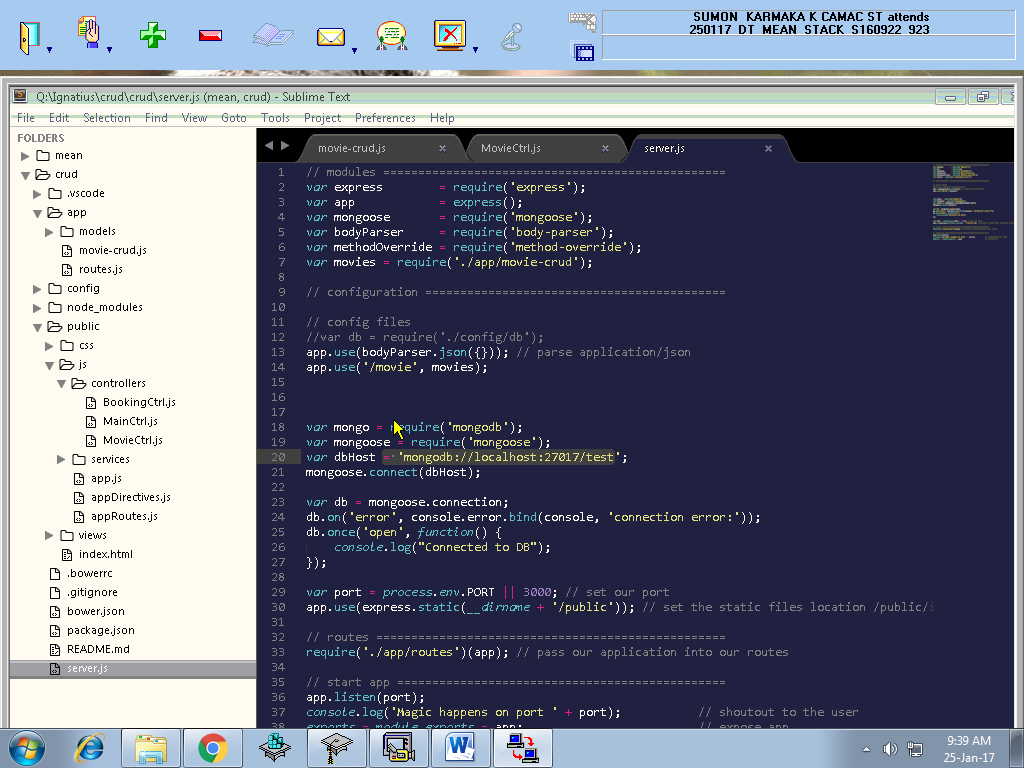 SUMON KARMAKA K CAMAC ST attends
250117 DT MEAN STACK S160922 923
Q:\Ignatius\crud\crud\server.js (mean, crud) - Sublime Text
File Edit Selection Find View Goto Tools Project Preferences Help
FOLDERS
mean
crud
.vscode
app
models
movie-crud.js
routes.js
config
node_modules
public
css
js
controllers
BookingCtrl.js
MainCtrl.js
MovieCtrl.js
services
app.js
appDirectives.js
appRoutes.js
views
index.html
.bowerrc
.gitignore
bower.json
package.json
README.md
server.js
movie-crud.js × MovieCtrl.js × server.js ×
1 // modules =================================================
2 var express = require('express');
3 var app = express();
4 var mongoose = require('mongoose');
5 var bodyParser = require('body-parser');
6 var methodOverride = require('method-override');
7 var movies = require('./app/movie-crud');
8
9 // configuration ===========================================
10
11 // config files
12 //var db = require('./config/db');
13 app.use(bodyParser.json({})); // parse application/json
14 app.use('/movie', movies);
15
16
17
18 var mongo = require('mongodb');
19 var mongoose = require('mongoose');
20 var dbHost = 'mongodb://localhost:27017/test';
21 mongoose.connect(dbHost);
22
23 var db = mongoose.connection;
24 db.on('error', console.error.bind(console, 'connection error:'));
25 db.once('open', function() {
26 console.log("Connected to DB");
27 });
28
29 var port = process.env.PORT || 3000; // set our port
30 app.use(express.static(__dirname + '/public')); // set the static files location /public/i
31
32 // routes ==================================================
33 require('./app/routes')(app); // pass our application into our routes
34
35 // start app ===============================================
36 app.listen(port);
37 console.log('Magic happens on port ' + port); // shoutout to the user
38 exports = module.exports = app; // expose app
9:39 AM
25-Jan-17